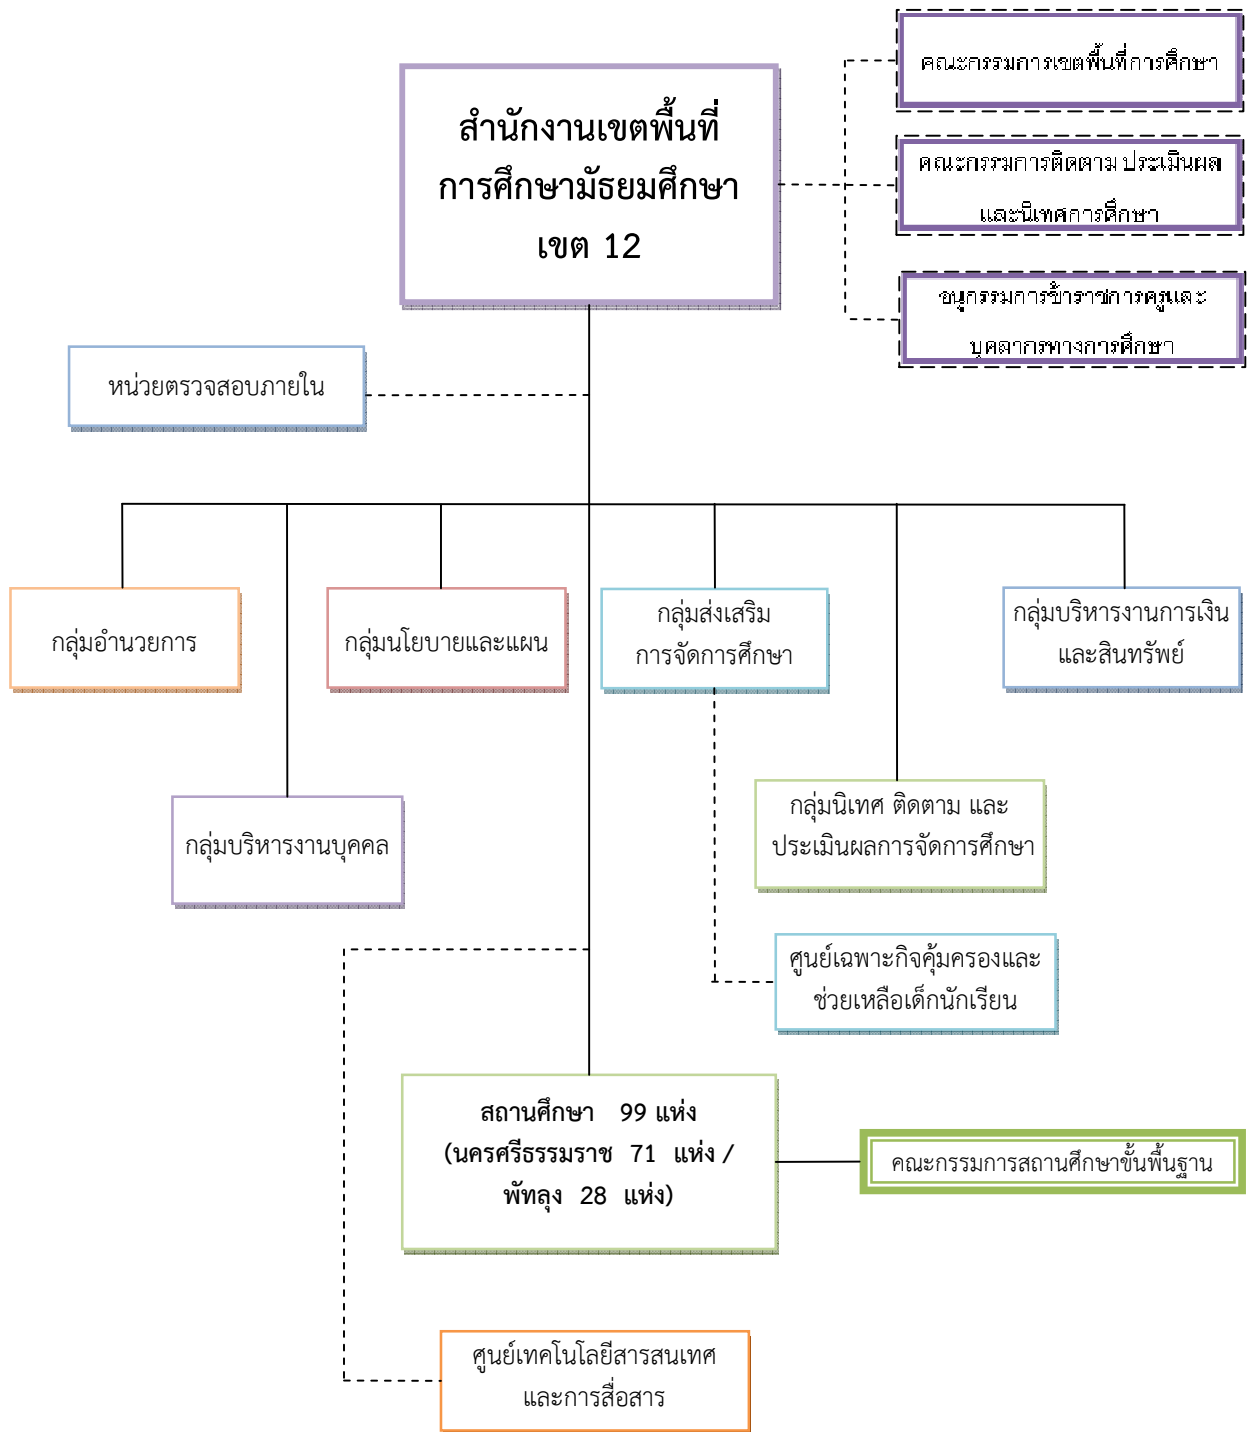 สำนักงานเขตพื้นที่
การศึกษามัธยมศึกษา
เขต 12
คณะกรรมการเขตพื้นที่การศึกษา
คณะกรรมการติดตาม ประเมินผล
และนิเทศการศึกษา
อนุกรรมการข้าราชการครูและ
บุคลากรทางการศึกษา
หน่วยตรวจสอบภายใน
กลุ่มอำนวยการ
กลุ่มนโยบายและแผน
กลุ่มส่งเสริม
การจัดการศึกษา
กลุ่มบริหารงานการเงิน
และสินทรัพย์
กลุ่มบริหารงานบุคคล
กลุ่มนิเทศ ติดตาม และ
ประเมินผลการจัดการศึกษา
ศูนย์เฉพาะกิจคุ้มครองและ
ช่วยเหลือเด็กนักเรียน
สถานศึกษา 99 แห่ง
(นครศรีธรรมราช 71 แห่ง /
พัทลุง 28 แห่ง)
คณะกรรมการสถานศึกษาขั้นพื้นฐาน
ศูนย์เทคโนโลยีสารสนเทศ
และการสื่อสาร